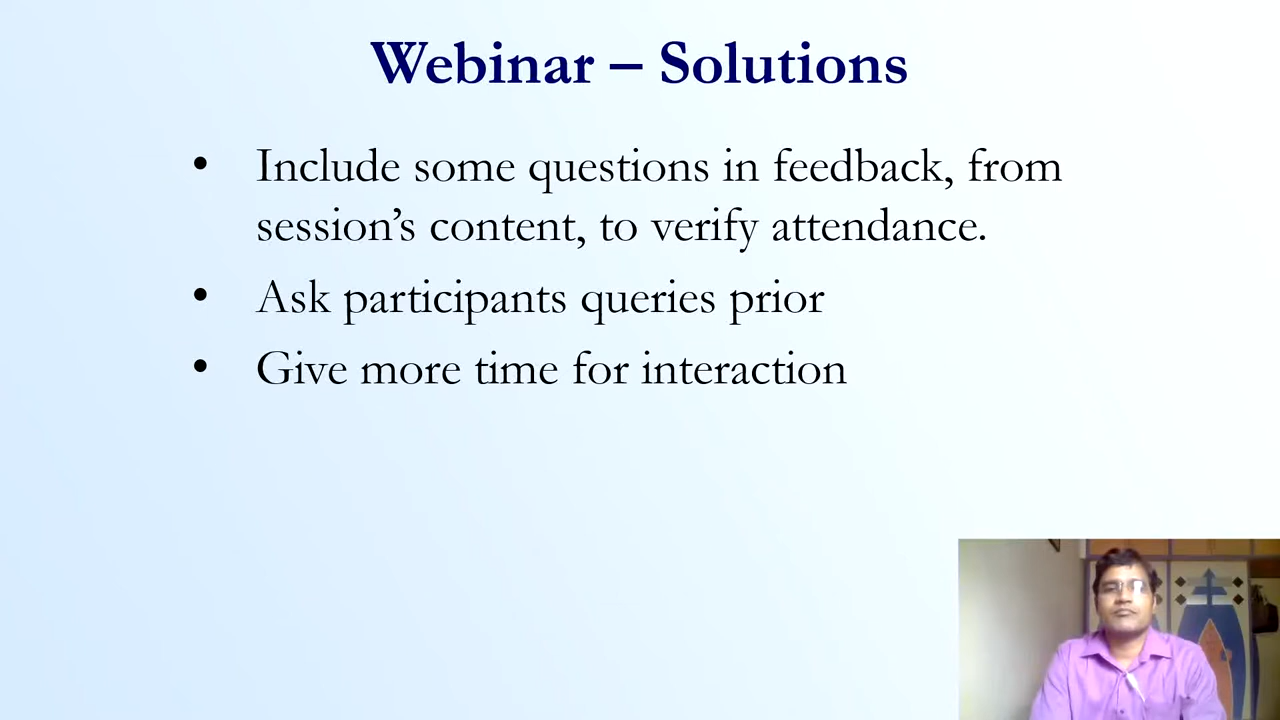 Webinar – Solutions
• Include some questions in feedback, from
session’s content, to verify attendance.
• Ask participants queries prior
• Give more time for interaction